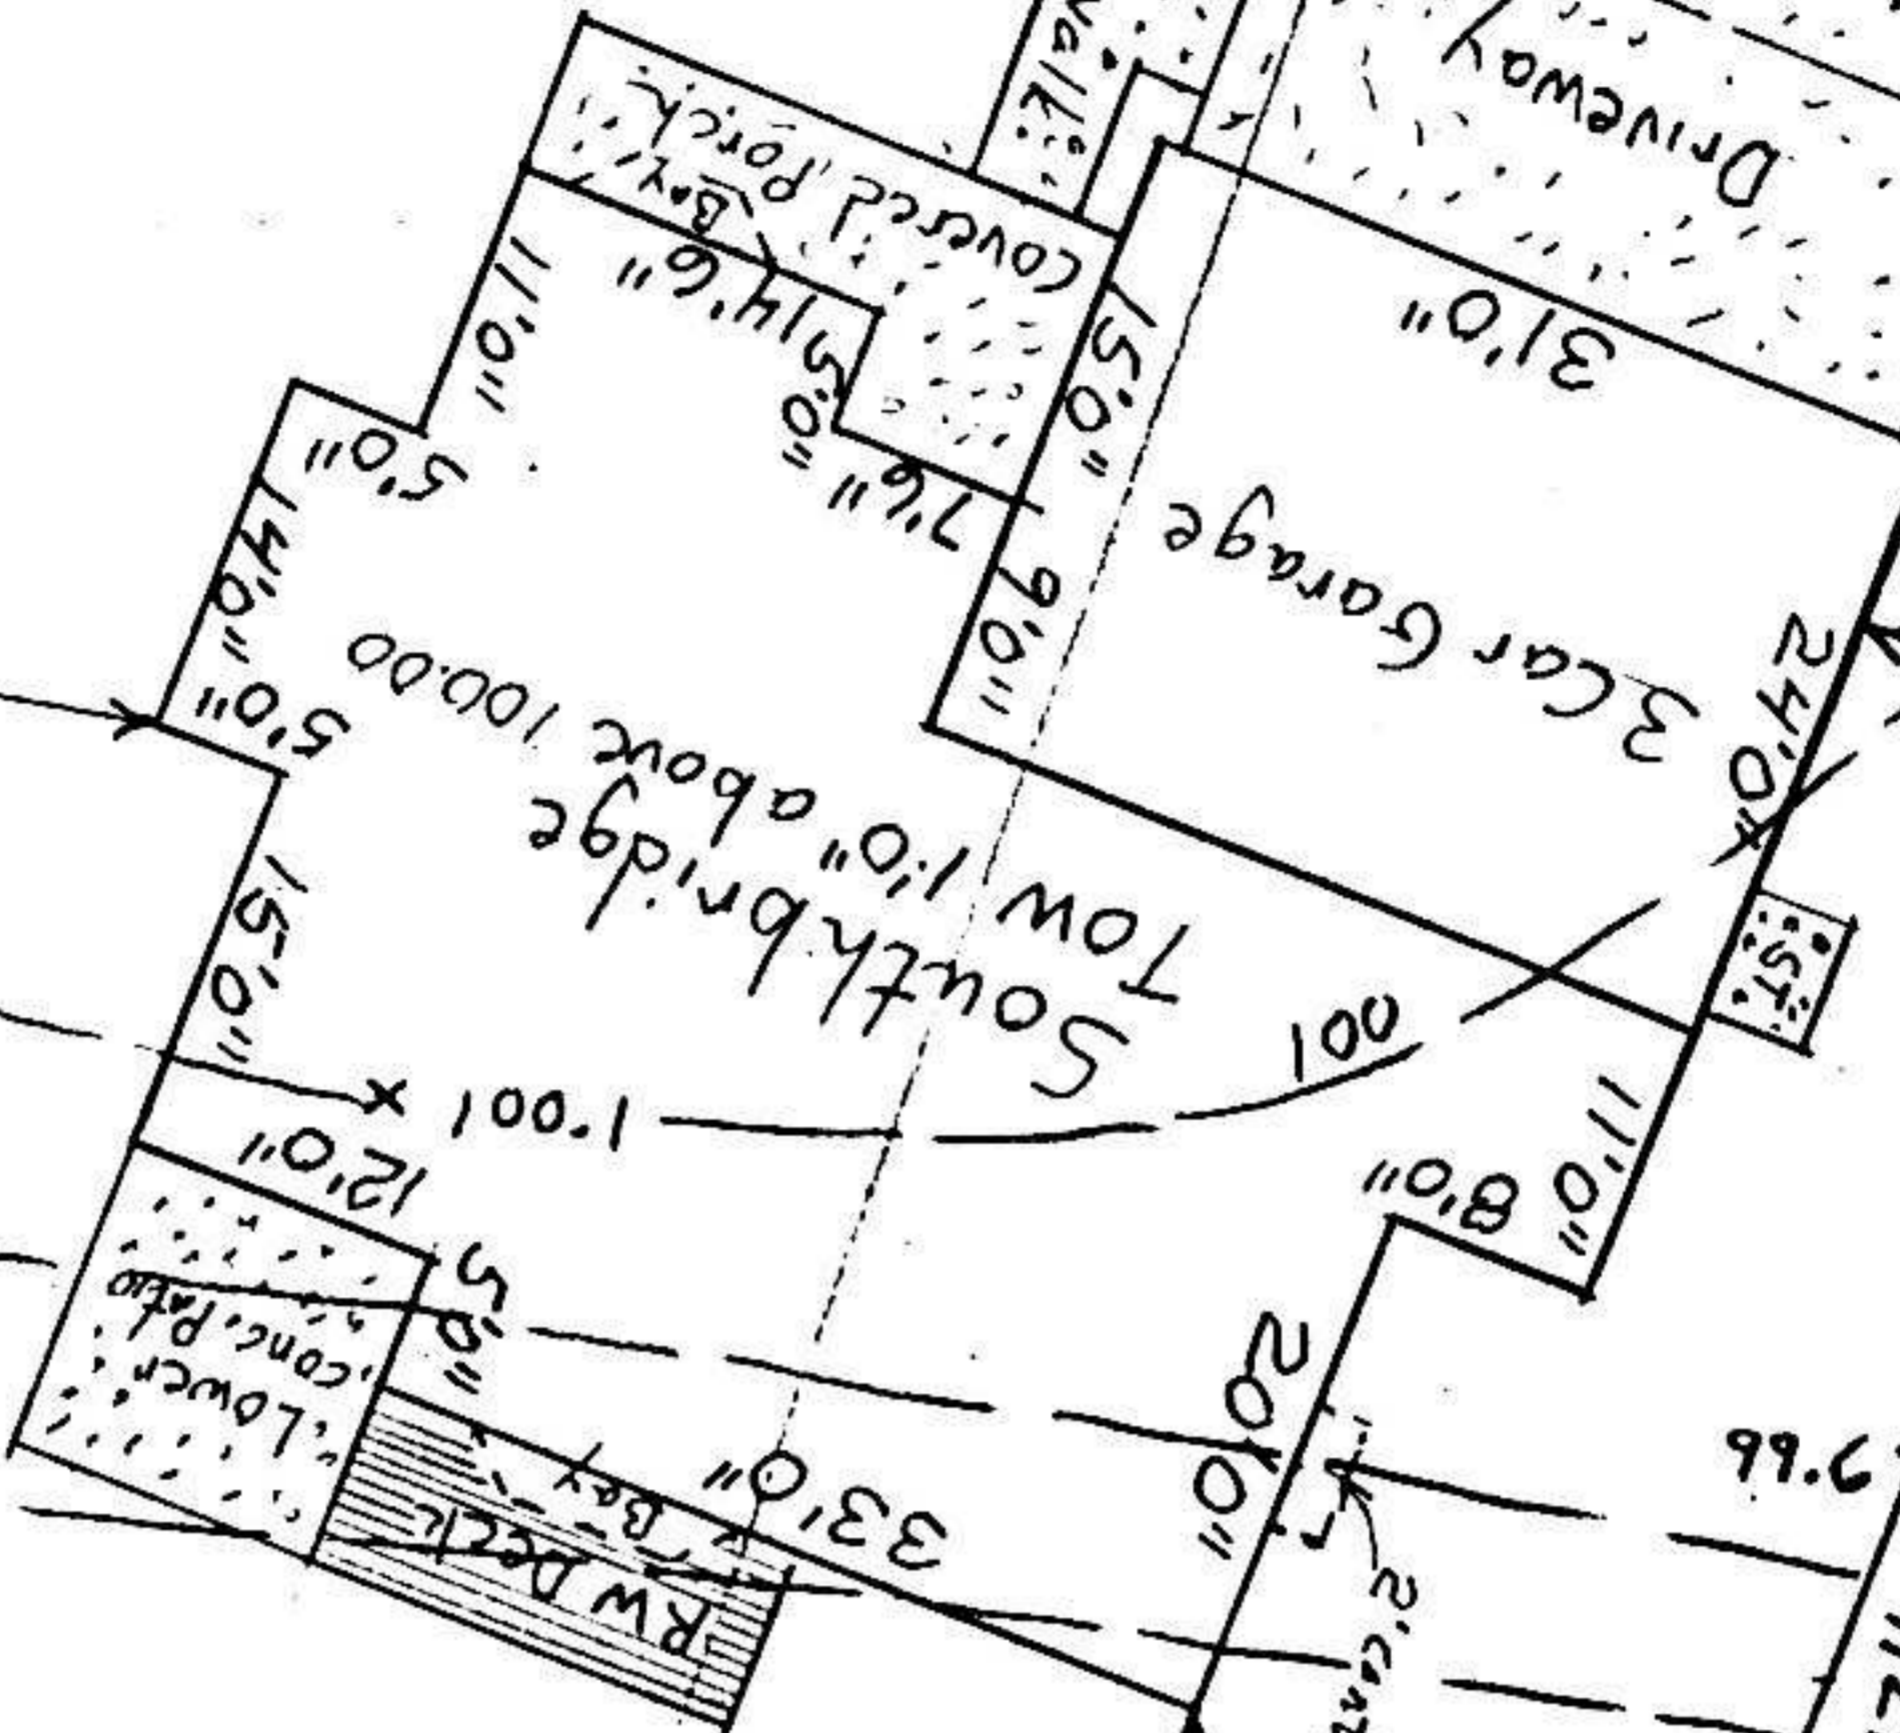 Driveway
Walk
Covered Porch
(Bay)
14'6"
11'0"
5'0"
7'6"
15'0"
31'0"
5'0"
14'0"
5'0"
9'0"
3 Car Garage
24'0"
Southbridge
TOW 1'0" above 100.00
15'0"
ST.
100
100.1 x
12'0"
11'0"
8'0"
5'0"
20'0"
Lower
Conc. Patio
33'0"
Bay
RW Deck
99.6
2'